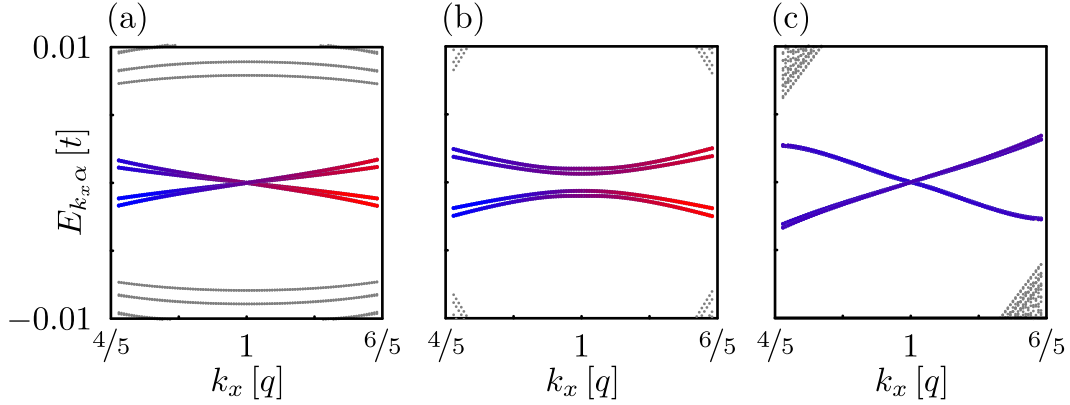 (a) (b) (c)
0.01
E_{k_x α} [t]
−0.01
4/5 1 6/5 4/5 1 6/5 4/5 1 6/5
k_x [q] k_x [q] k_x [q]